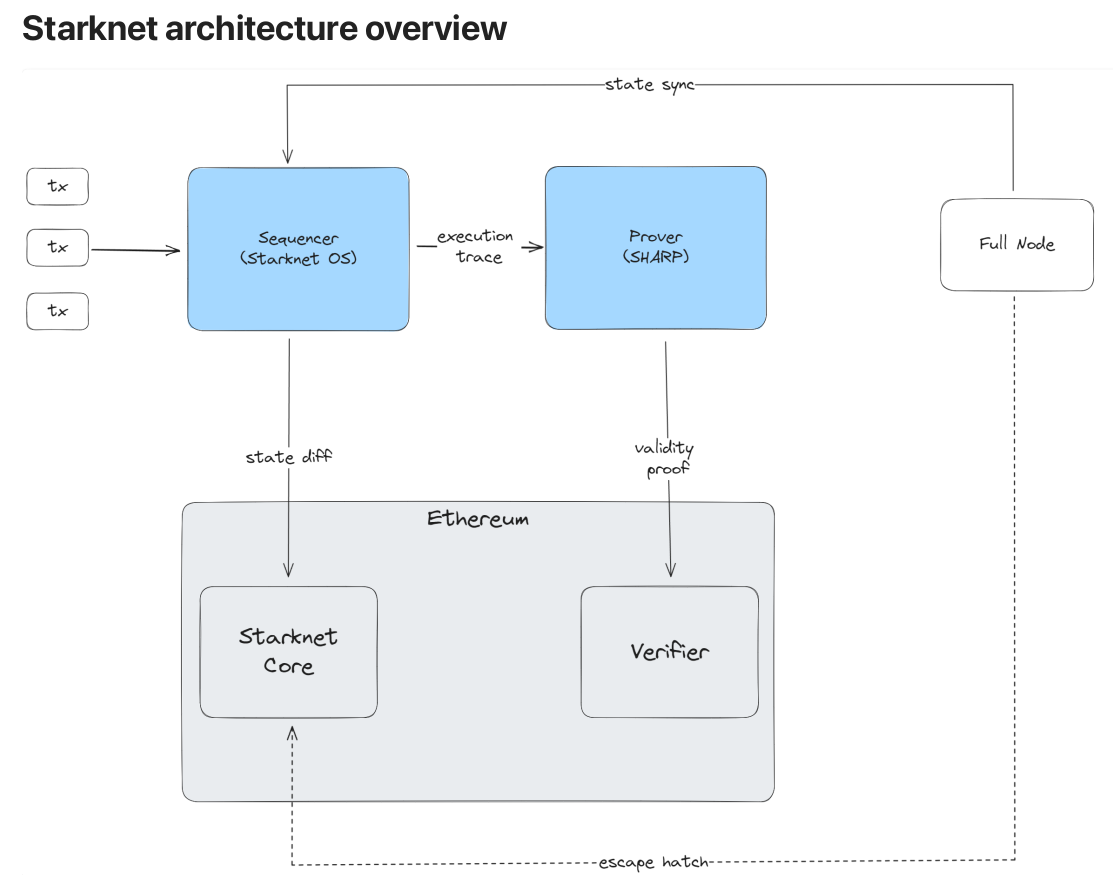 Starknet architecture overview
state sync
tx
tx
tx
Sequencer
(Starknet OS)
execution
trace
Prover
(SHARP)
Full Node
state diff
validity
proof
Ethereum
Starknet
Core
Verifier
escape hatch